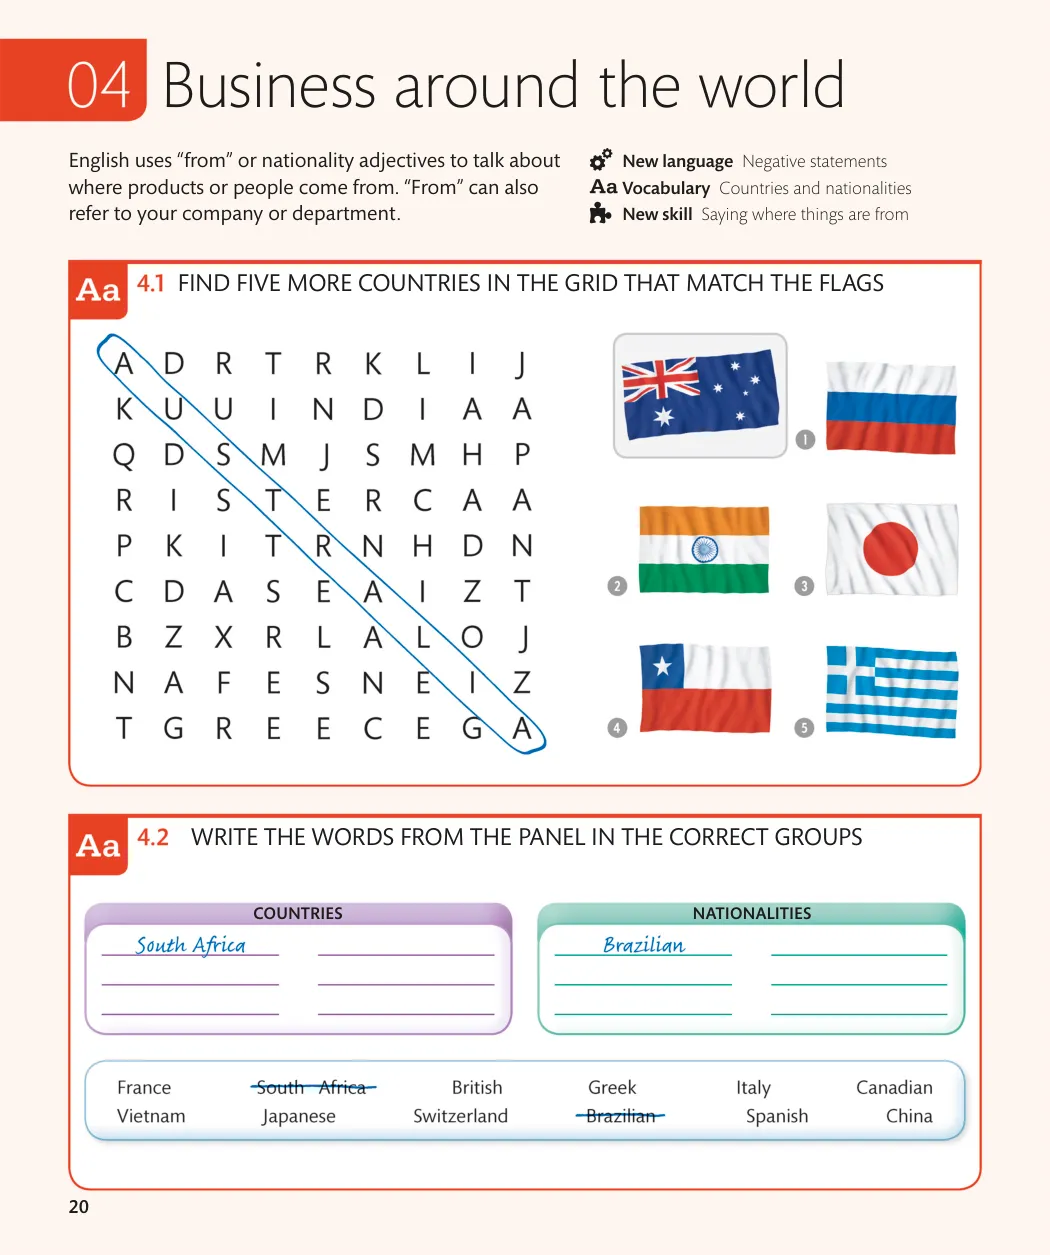 04 Business around the world
English uses “from” or nationality adjectives to talk about
where products or people come from. “From” can also
refer to your company or department.
New language Negative statements
Aa Vocabulary Countries and nationalities
New skill Saying where things are from
Aa 4.1 FIND FIVE MORE COUNTRIES IN THE GRID THAT MATCH THE FLAGS
A D R T R K L I J
K U U I N D I A A
Q D S M J S M H P
R I S T E R C A A
P K I T R N H D N
C D A S E A I Z T
B Z X R L A L O J
N A F E S N E I Z
T G R E E C E G A
1
2
3
4
5
Aa 4.2 WRITE THE WORDS FROM THE PANEL IN THE CORRECT GROUPS
COUNTRIES
South Africa
NATIONALITIES
Brazilian
France South Africa British Greek Italy Canadian
Vietnam Japanese Switzerland Brazilian Spanish China
20